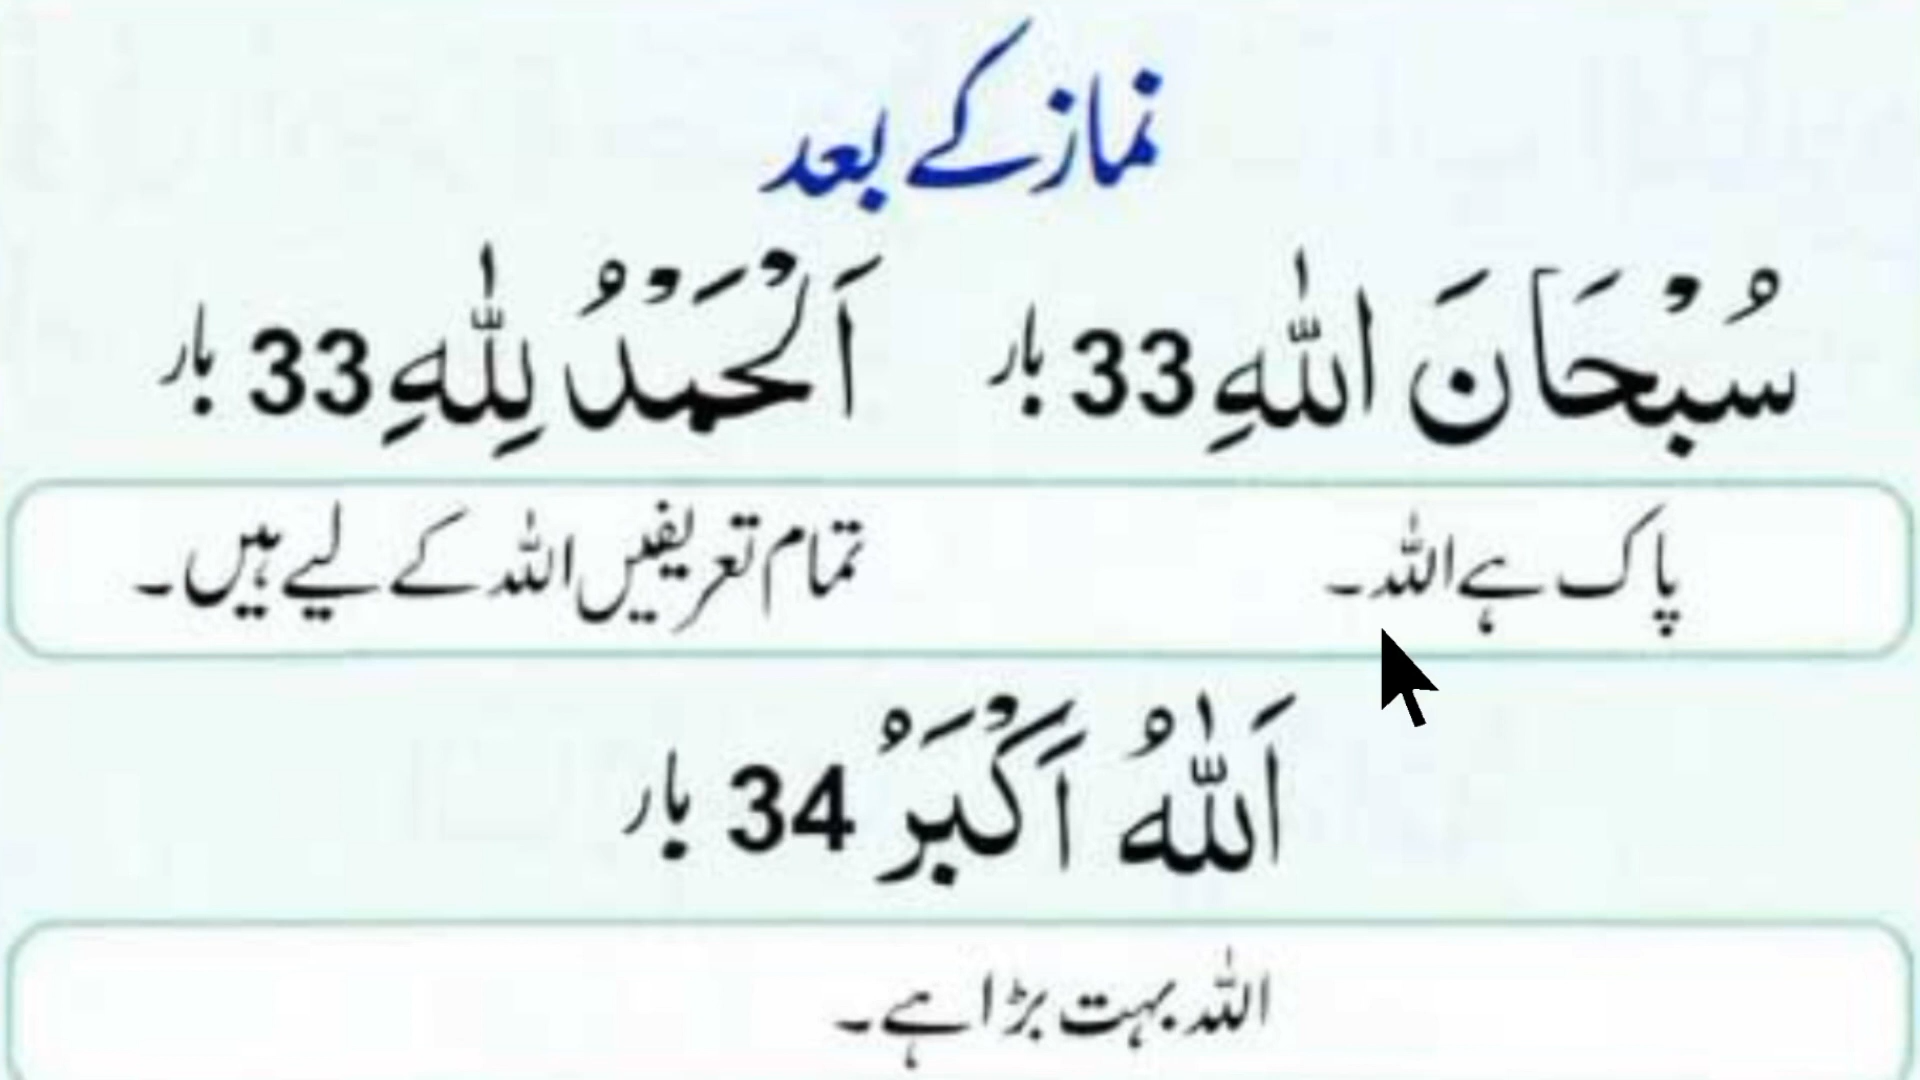 نماز کے بعد
سُبْحَانَ اللّٰهِ 33 بار اَلْحَمْدُ لِلّٰهِ 33 بار
پاک ہے اللہ۔ تمام تعریفیں اللہ کے لیے ہیں۔
اَللّٰهُ اَكْبَرُ 34 بار
اللہ بہت بڑا ہے۔